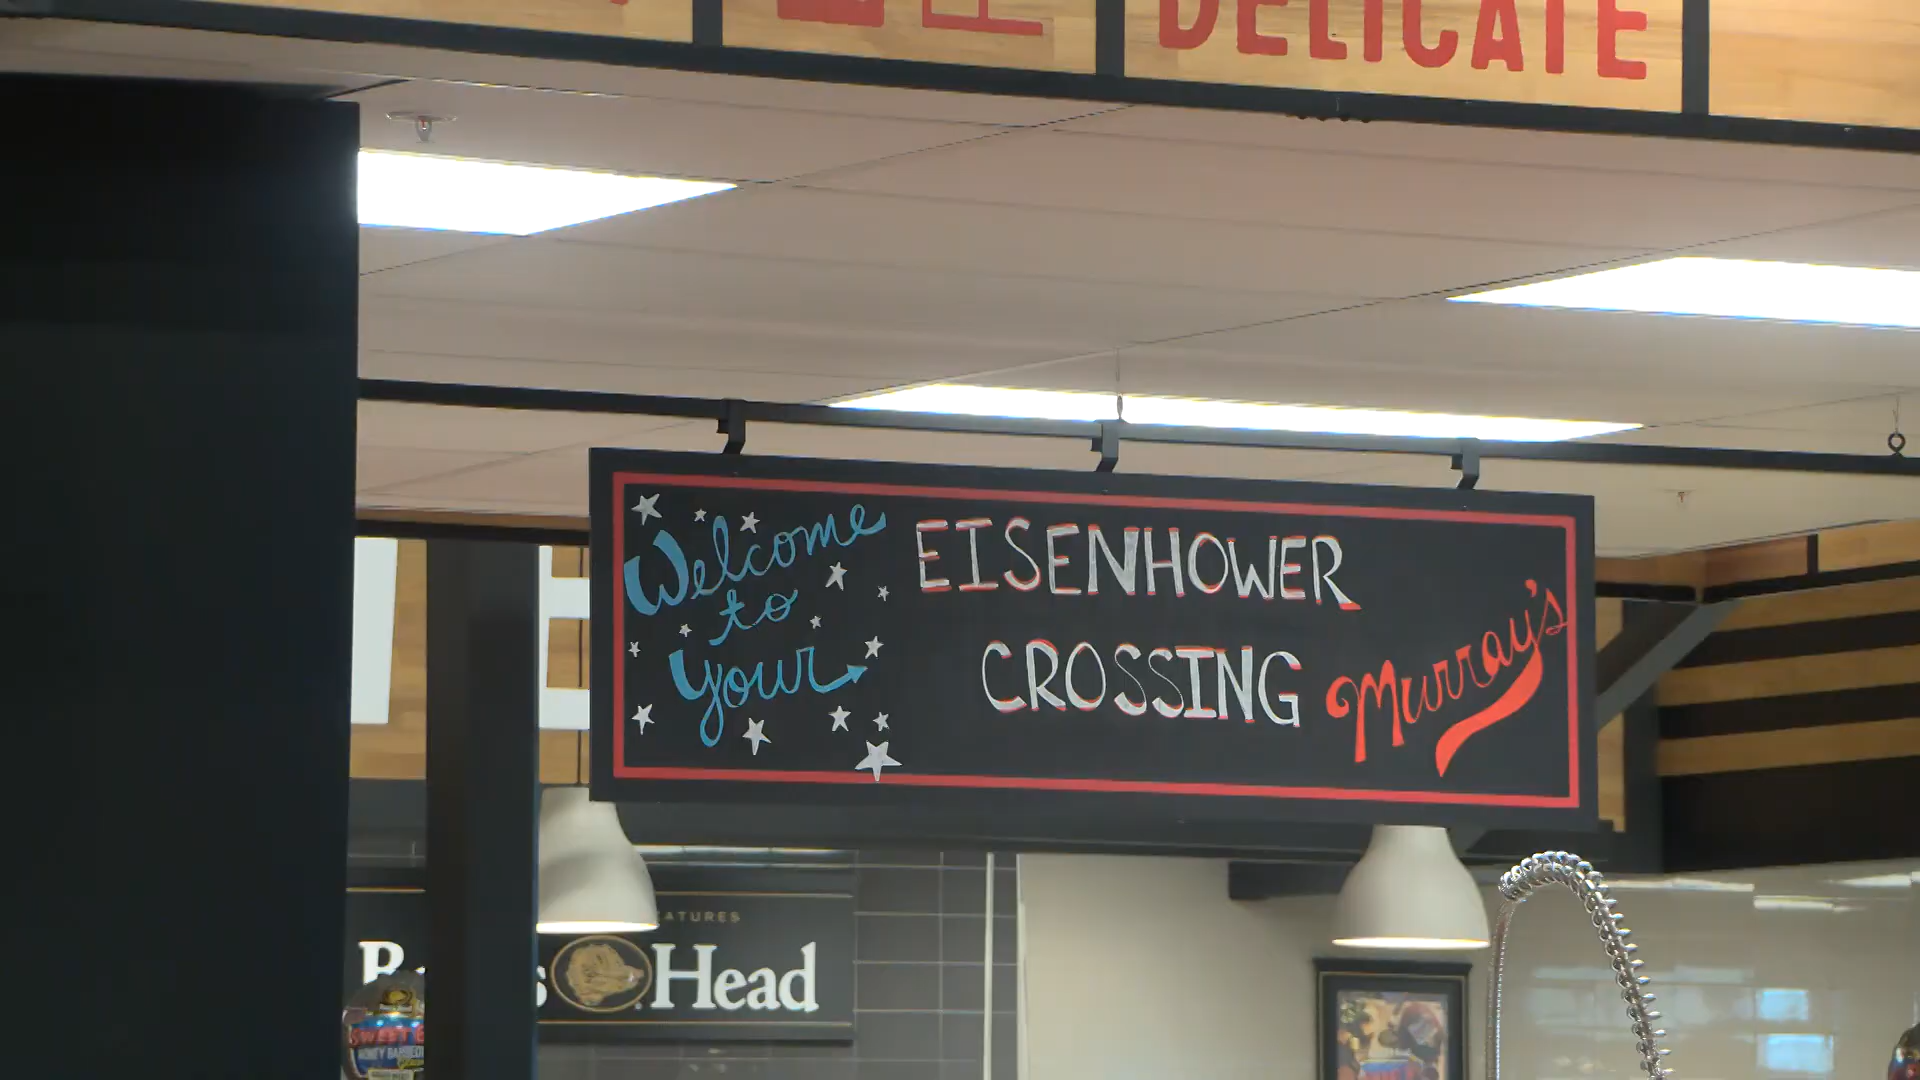 DELICATE
Welcome
to
your
EISENHOWER
CROSSING
Murray's
Head